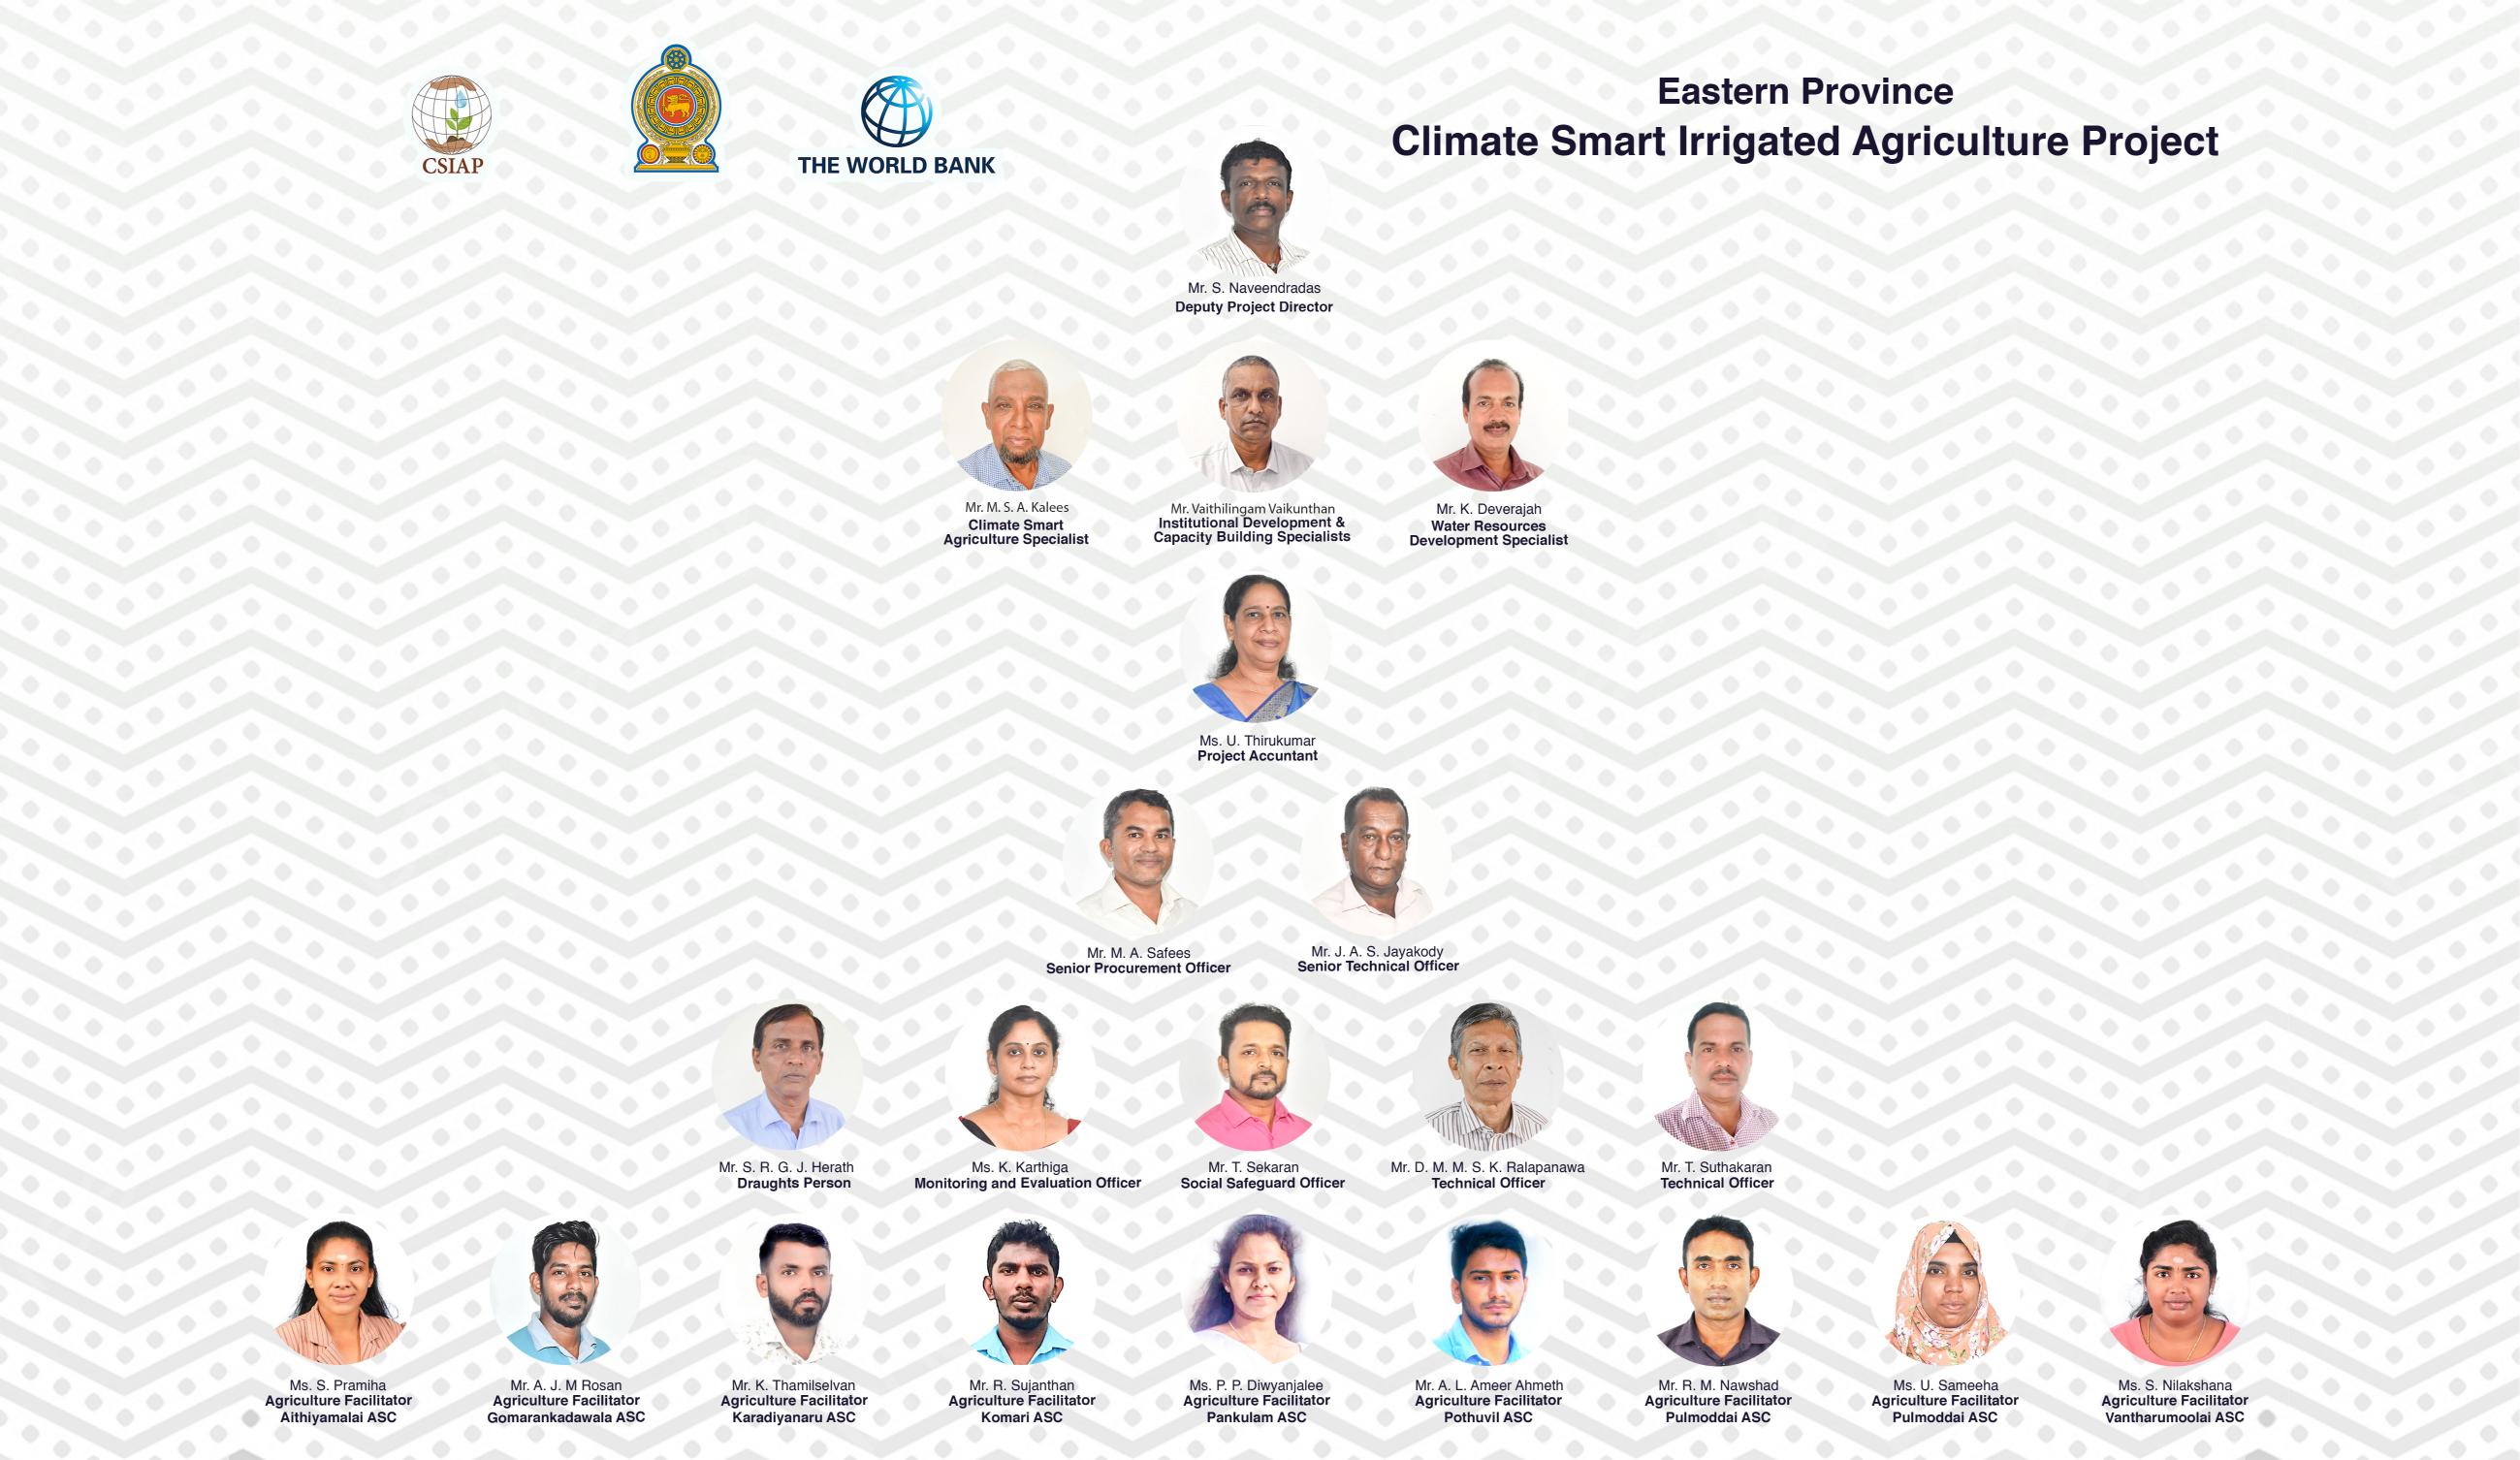 CSIAP
THE WORLD BANK
Eastern Province
Climate Smart Irrigated Agriculture Project
Mr. S. Naveendradas
Deputy Project Director
Mr. M. S. A. Kalees
Climate Smart
Agriculture Specialist
Mr. Vaithilingam Vaikunthan
Institutional Development &
Capacity Building Specialists
Mr. K. Deverajah
Water Resources
Development Specialist
Ms. U. Thirukumar
Project Accuntant
Mr. M. A. Safees
Senior Procurement Officer
Mr. J. A. S. Jayakody
Senior Technical Officer
Mr. S. R. G. J. Herath
Draughts Person
Ms. K. Karthiga
Monitoring and Evaluation Officer
Mr. T. Sekaran
Social Safeguard Officer
Mr. D. M. M. S. K. Ralapanawa
Technical Officer
Mr. T. Suthakaran
Technical Officer
Ms. S. Pramiha
Agriculture Facilitator
Aithiyamalai ASC
Mr. A. J. M Rosan
Agriculture Facilitator
Gomarankadawala ASC
Mr. K. Thamilselvan
Agriculture Facilitator
Karadiyanaru ASC
Mr. R. Sujanthan
Agriculture Facilitator
Komari ASC
Ms. P. P. Diwyanjalee
Agriculture Facilitator
Pankulam ASC
Mr. A. L. Ameer Ahmeth
Agriculture Facilitator
Pothuvil ASC
Mr. R. M. Nawshad
Agriculture Facilitator
Pulmoddai ASC
Ms. U. Sameeha
Agriculture Facilitator
Pulmoddai ASC
Ms. S. Nilakshana
Agriculture Facilitator
Vantharumoolai ASC